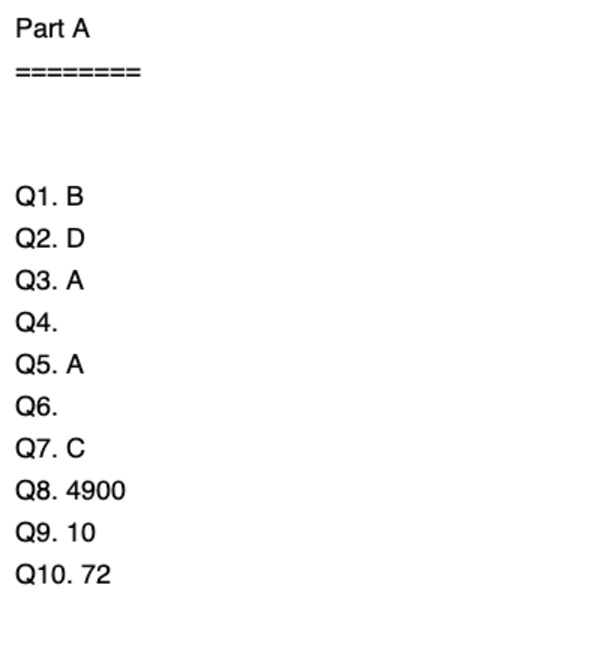 Part A
========
Q1. B
Q2. D
Q3. A
Q4.
Q5. A
Q6.
Q7. C
Q8. 4900
Q9. 10
Q10. 72